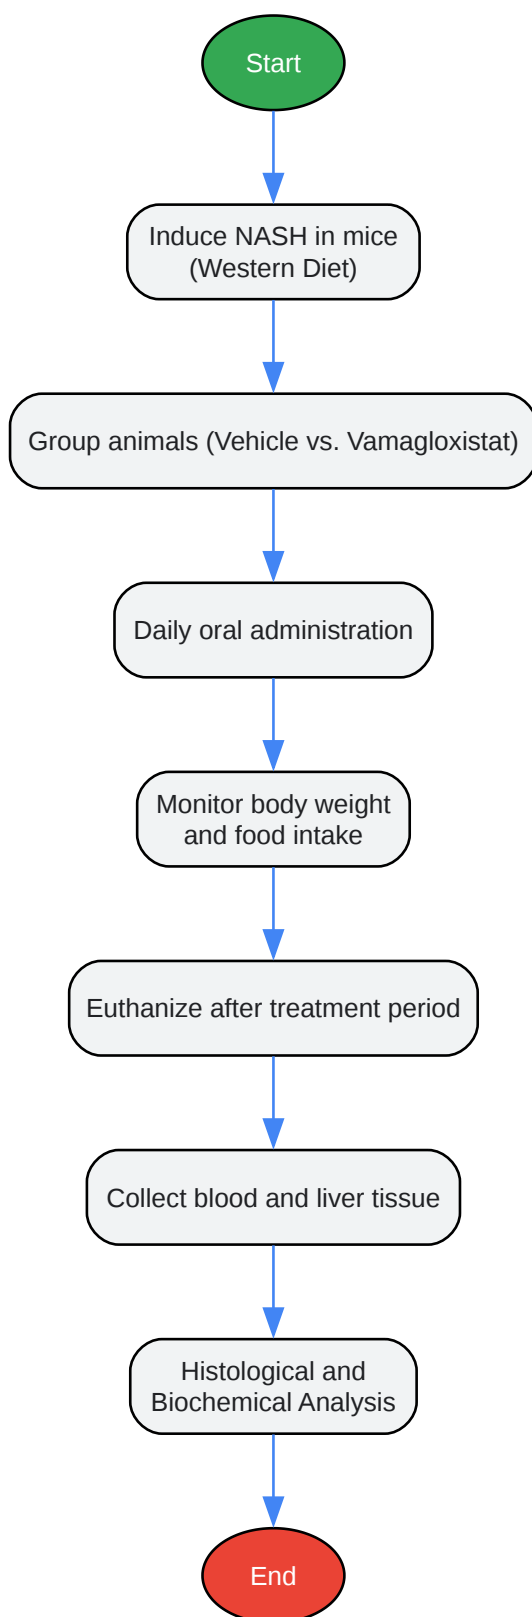 Start
Induce NASH in mice
(Western Diet)
Group animals (Vehicle vs. Vamagloxistat)
Daily oral administration
Monitor body weight
and food intake
Euthanize after treatment period
Collect blood and liver tissue
Histological and
Biochemical Analysis
End